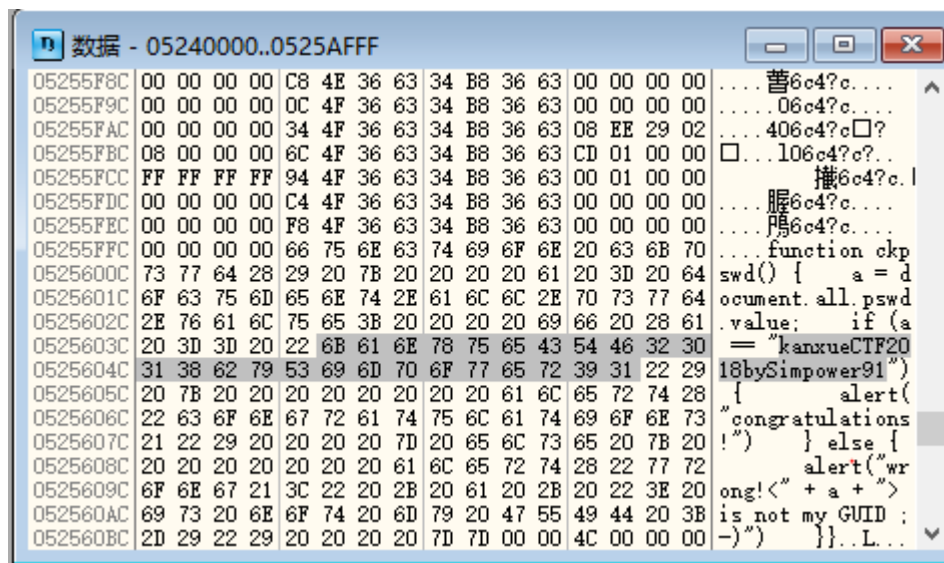 数据 - 05240000..0525AFFF
05255F8C 00 00 00 00 C8 4E 36 63 34 B8 36 63 00 00 00 00 ....萫6c4?c....
05255F9C 00 00 00 00 0C 4F 36 63 34 B8 36 63 00 00 00 00 .....O6c4?c....
05255FAC 00 00 00 00 34 4F 36 63 34 B8 36 63 08 EE 29 02 ....4O6c4?c□?
05255FBC 08 00 00 00 6C 4F 36 63 34 B8 36 63 CD 01 00 00 □...lO6c4?c?..
05255FCC FF FF FF FF 94 4F 36 63 34 B8 36 63 00 01 00 00 擮6c4?c.
05255FDC 00 00 00 00 C4 4F 36 63 34 B8 36 63 00 00 00 00 ....腛6c4?c....
05255FEC 00 00 00 00 F8 4F 36 63 34 B8 36 63 00 00 00 00 ....鳲6c4?c....
05255FFC 00 00 00 00 66 75 6E 63 74 69 6F 6E 20 63 6B 70 ....function ckp
0525600C 73 77 64 28 29 20 7B 20 20 20 20 61 20 3D 20 64 swd() {    a = d
0525601C 6F 63 75 6D 65 6E 74 2E 61 6C 6C 2E 70 73 77 64 ocument.all.pswd
0525602C 2E 76 61 6C 75 65 3B 20 20 20 20 69 66 20 28 61 .value;    if (a
0525603C 20 3D 3D 20 22 6B 61 6E 78 75 65 43 54 46 32 30  == "kanxueCTF20
0525604C 31 38 62 79 53 69 6D 70 6F 77 65 72 39 31 22 29 18bySimpower91")
0525605C 20 7B 20 20 20 20 20 20 20 20 61 6C 65 72 74 28  {        alert(
0525606C 22 63 6F 6E 67 72 61 74 75 6C 61 74 69 6F 6E 73 "congratulations
0525607C 21 22 29 20 20 20 20 7D 20 65 6C 73 65 20 7B 20 !")    } else {
0525608C 20 20 20 20 20 20 20 61 6C 65 72 74 28 22 77 72        alert("wr
0525609C 6F 6E 67 21 3C 22 20 2B 20 61 20 2B 20 22 3E 20 ong!<" + a + ">
052560AC 69 73 20 6E 6F 74 20 6D 79 20 47 55 49 44 20 3B is not my GUID ;
052560BC 2D 29 22 29 20 20 20 20 7D 7D 00 00 4C 00 00 00 -)")    }}..L...